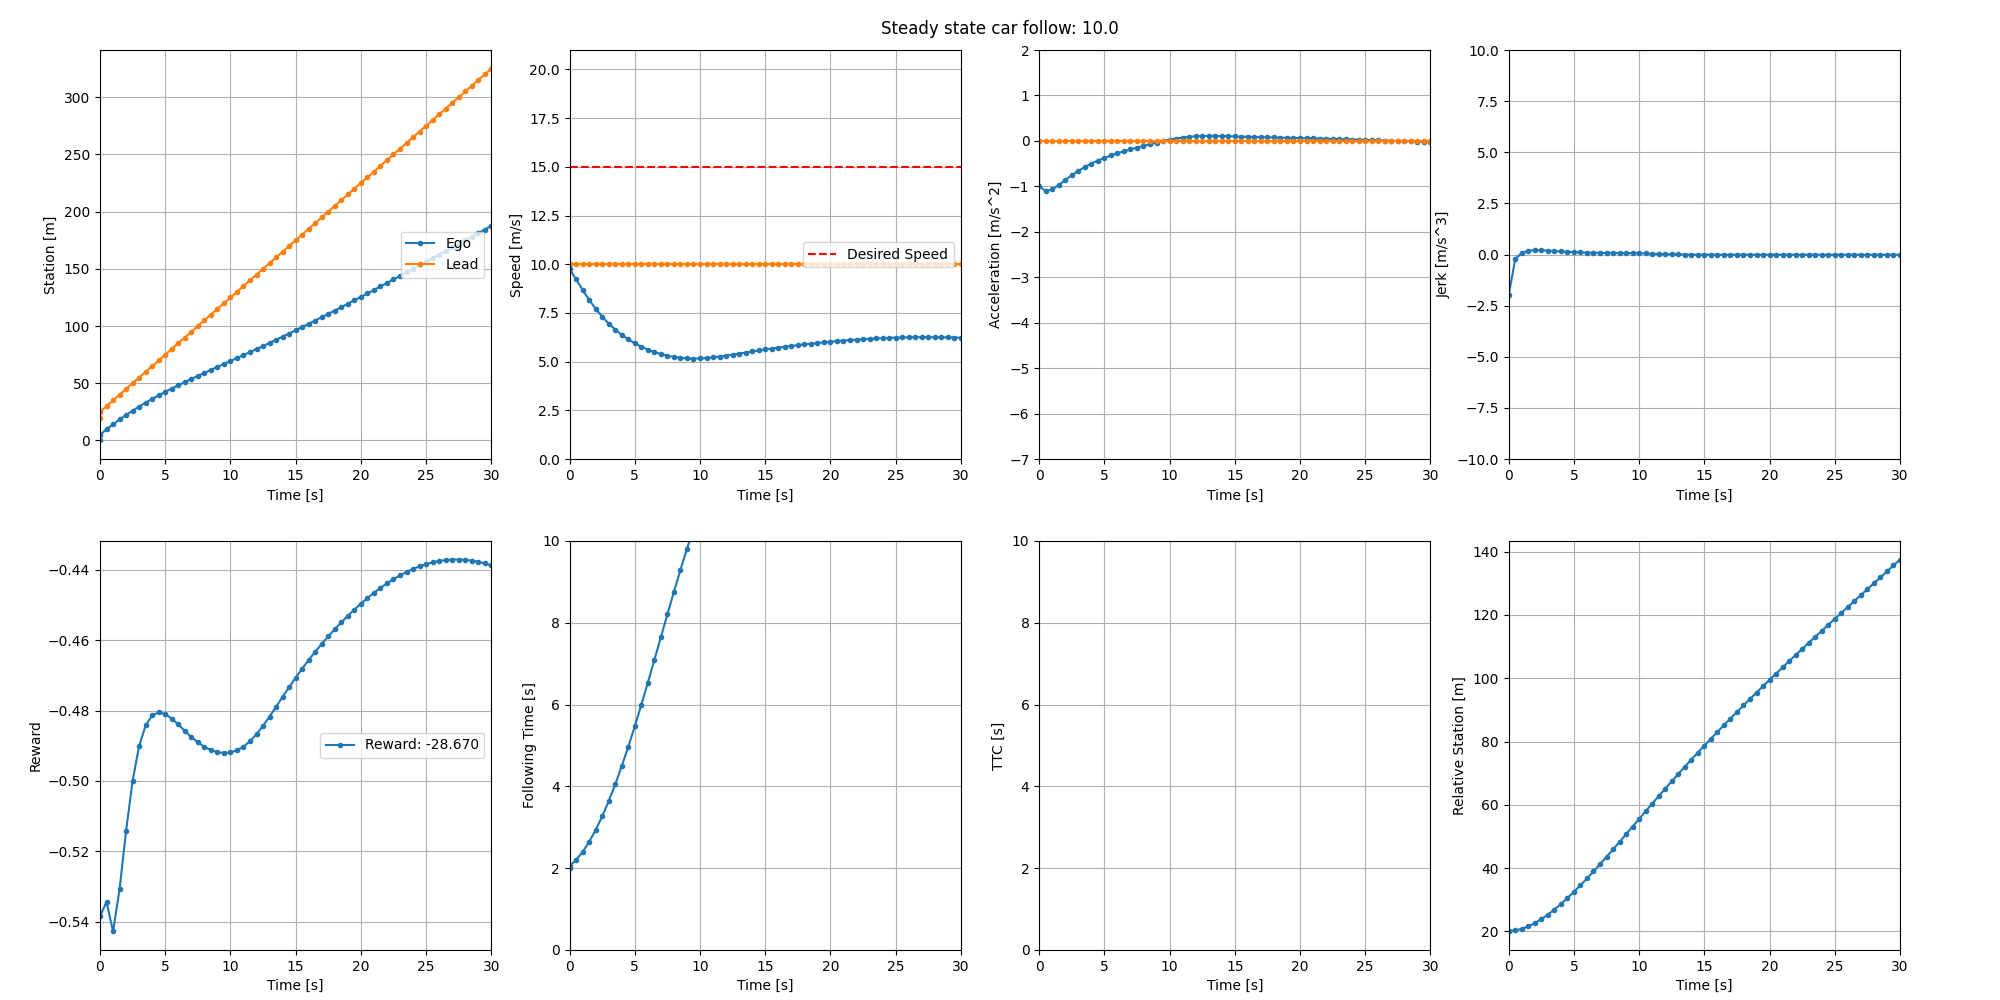 Steady state car follow: 10.0
Station [m]
300
250
200
150
100
50
0
Ego
Lead
0 5 10 15 20 25 30
Time [s]
Speed [m/s]
20.0
17.5
15.0
12.5
10.0
7.5
5.0
2.5
0.0
Desired Speed
0 5 10 15 20 25 30
Time [s]
Acceleration [m/s^2]
2
1
0
−1
−2
−3
−4
−5
−6
−7
0 5 10 15 20 25 30
Time [s]
Jerk [m/s^3]
10.0
7.5
5.0
2.5
0.0
−2.5
−5.0
−7.5
−10.0
0 5 10 15 20 25 30
Time [s]
Reward
−0.44
−0.46
−0.48
−0.50
−0.52
−0.54
Reward: -28.670
0 5 10 15 20 25 30
Time [s]
Following Time [s]
10
8
6
4
2
0
0 5 10 15 20 25 30
Time [s]
TTC [s]
10
8
6
4
2
0
0 5 10 15 20 25 30
Time [s]
Relative Station [m]
140
120
100
80
60
40
20
0 5 10 15 20 25 30
Time [s]